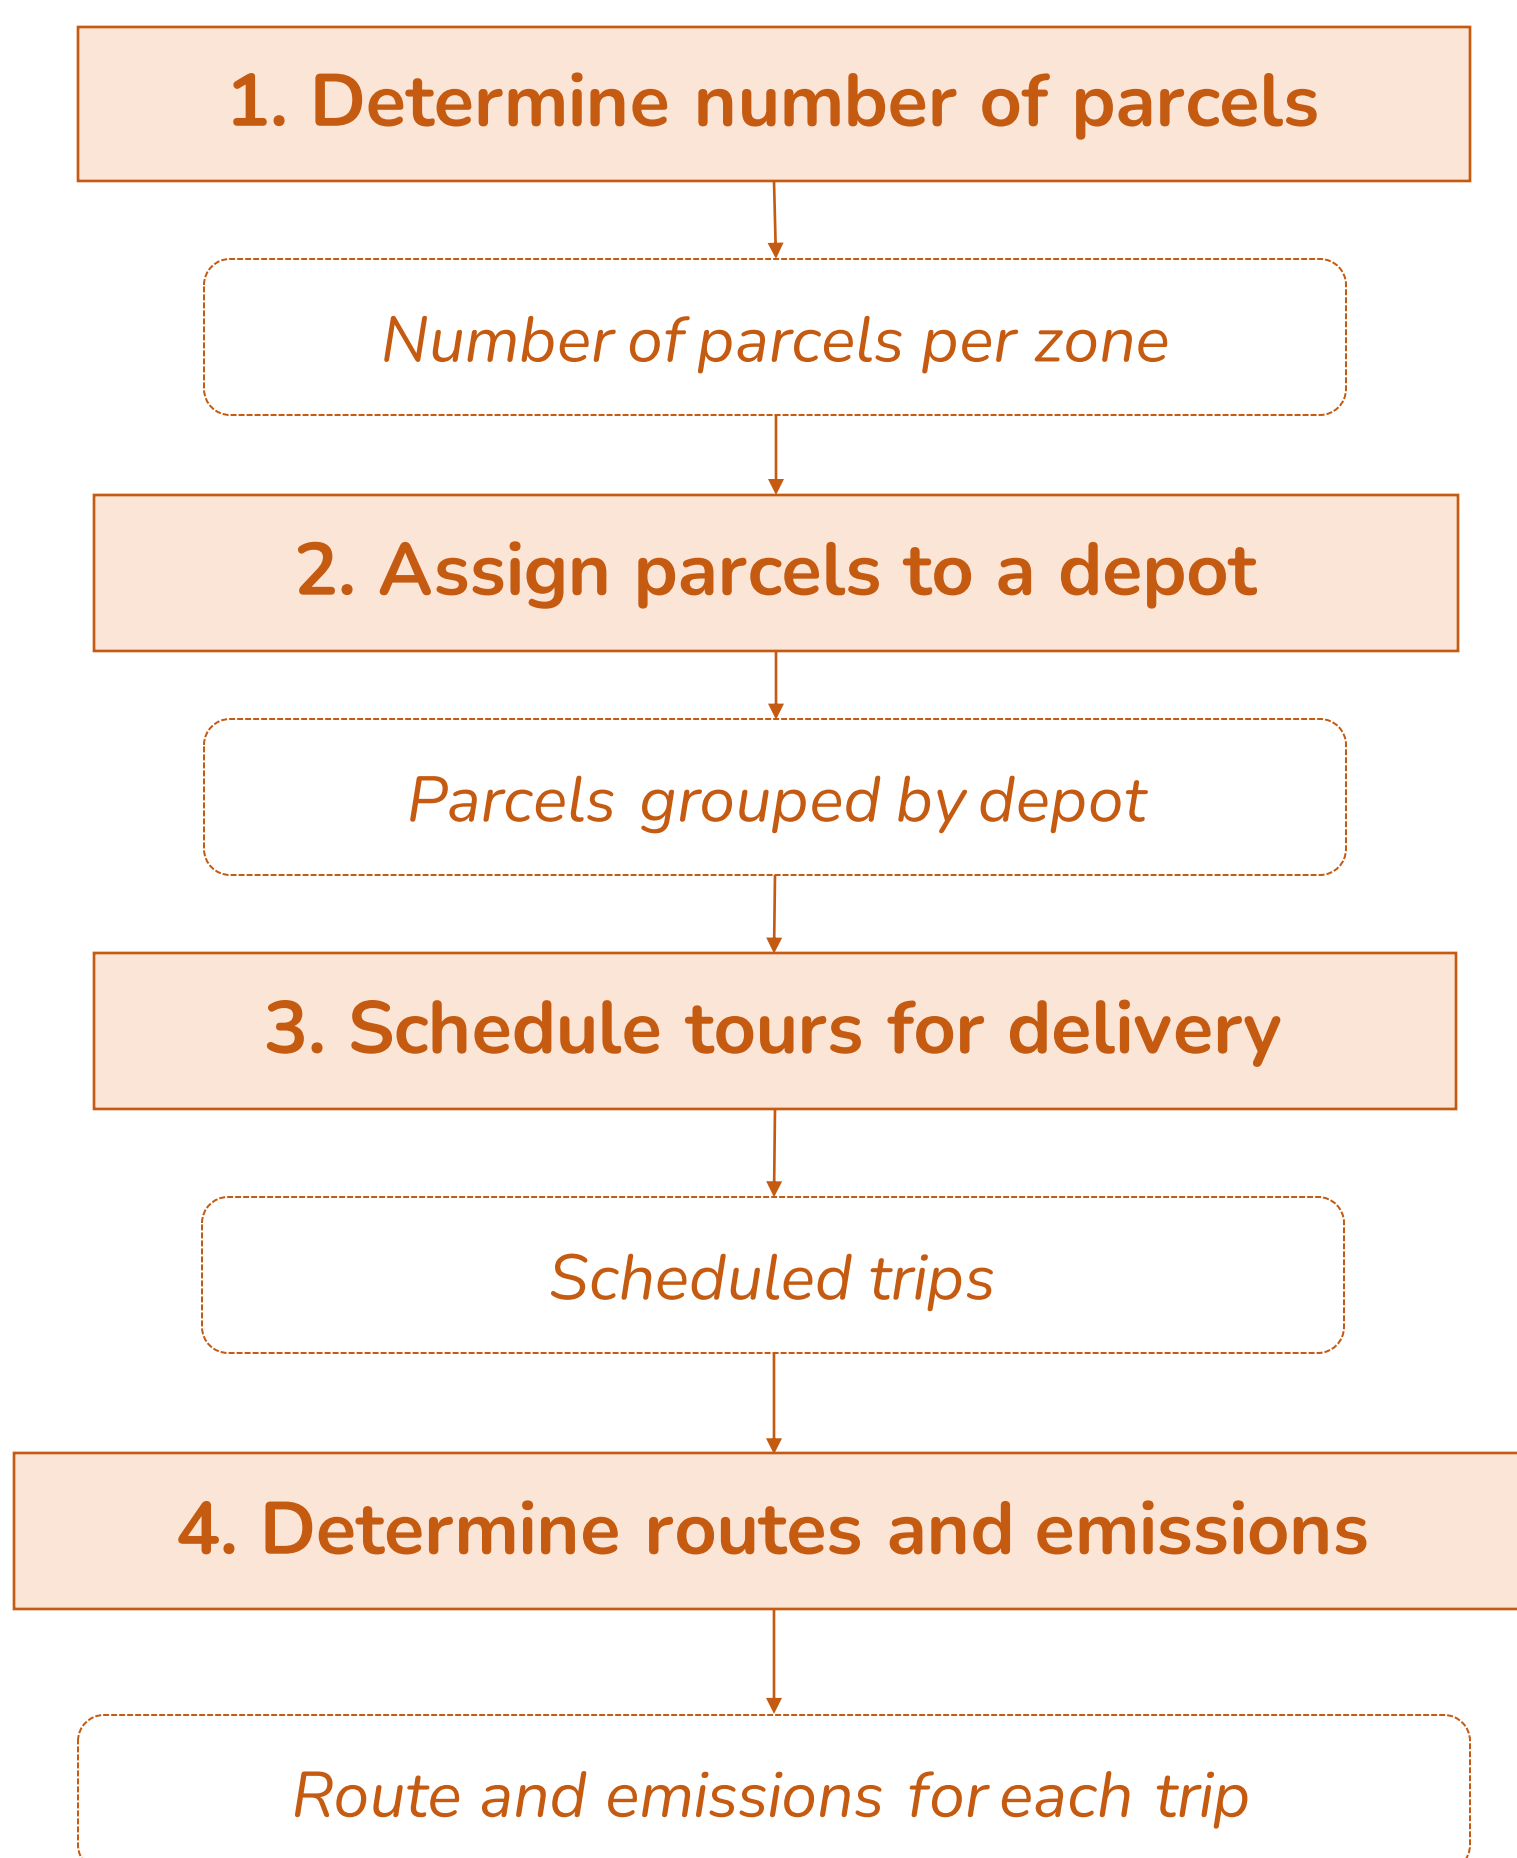 1. Determine number of parcels
Number of parcels per zone
2. Assign parcels to a depot
Parcels grouped by depot
3. Schedule tours for delivery
Scheduled trips
4. Determine routes and emissions
Route and emissions for each trip